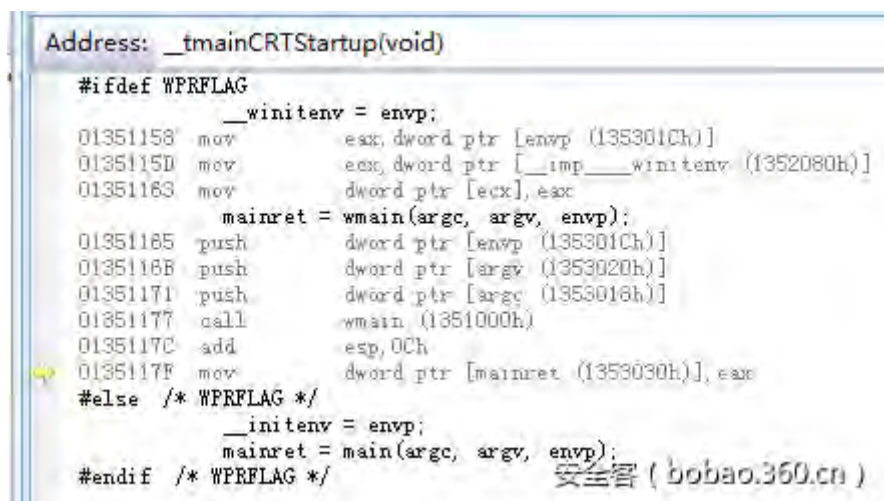 Address: __tmainCRTStartup(void)
#ifdef WPRFLAG
__winitenv = envp;
01351158 mov eax, dword ptr [envp (135301Ch)]
0135115D mov ecx, dword ptr [__imp____winitenv (1352080h)]
01351163 mov dword ptr [ecx],eax
mainret = wmain(argc, argv, envp);
01351165 push dword ptr [envp (135301Ch)]
0135116B push dword ptr [argv (1353020h)]
01351171 push dword ptr [argc (1353018h)]
01351177 call wmain (1351000h)
0135117C add esp,0Ch
0135117F mov dword ptr [mainret (1353030h)],eax
#else /* WPRFLAG */
__initenv = envp;
mainret = main(argc, argv, envp);
#endif /* WPRFLAG */
安全客 ( bobao.360.cn )